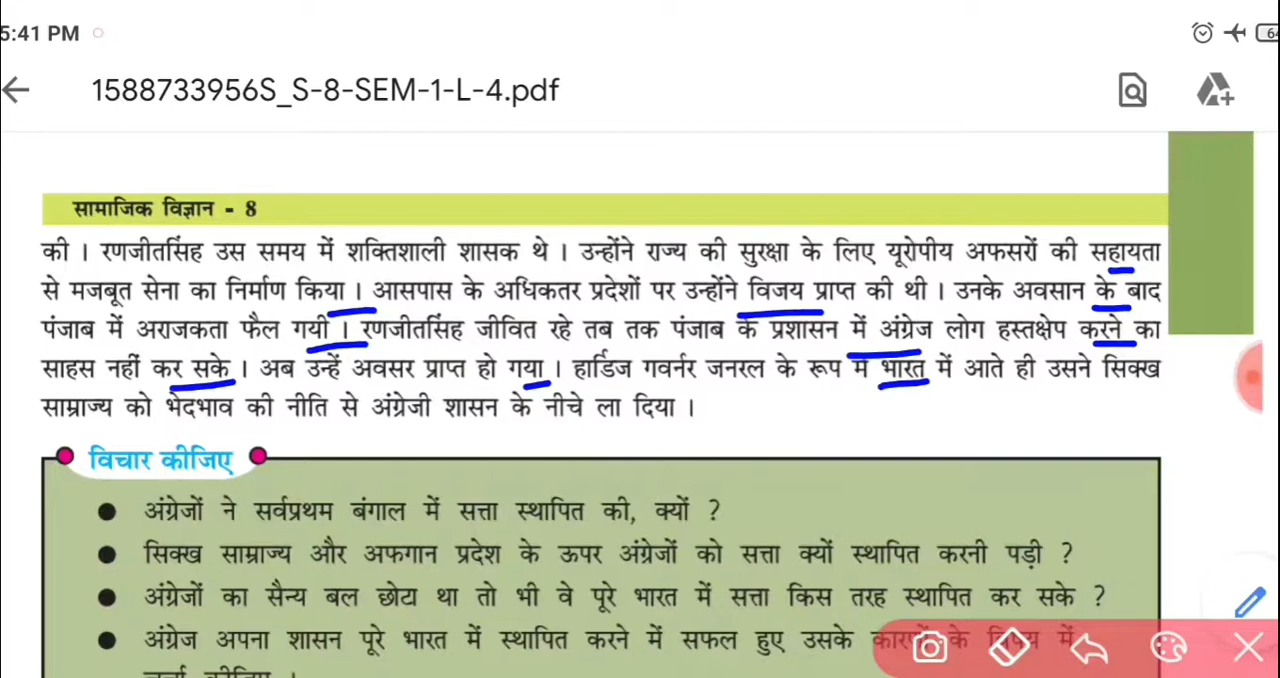 5:41 PM
64
1588733956S_S-8-SEM-1-L-4.pdf
सामाजिक विज्ञान - 8
की । रणजीतसिंह उस समय में शक्तिशाली शासक थे । उन्होंने राज्य की सुरक्षा के लिए यूरोपीय अफसरों की सहायता
से मजबूत सेना का निर्माण किया । आसपास के अधिकतर प्रदेशों पर उन्होंने विजय प्राप्त की थी । उनके अवसान के बाद
पंजाब में अराजकता फैल गयी । रणजीतसिंह जीवित रहे तब तक पंजाब के प्रशासन में अंग्रेज लोग हस्तक्षेप करने का
साहस नहीं कर सके । अब उन्हें अवसर प्राप्त हो गया । हार्डिज गवर्नर जनरल के रूप में भारत में आते ही उसने सिक्ख
साम्राज्य को भेदभाव की नीति से अंग्रेजी शासन के नीचे ला दिया ।
विचार कीजिए
● अंग्रेजों ने सर्वप्रथम बंगाल में सत्ता स्थापित की, क्यों ?
● सिक्ख साम्राज्य और अफगान प्रदेश के ऊपर अंग्रेजों को सत्ता क्यों स्थापित करनी पड़ी ?
● अंग्रेजों का सैन्य बल छोटा था तो भी वे पूरे भारत में सत्ता किस तरह स्थापित कर सके ?
● अंग्रेज अपना शासन पूरे भारत में स्थापित करने में सफल हुए उसके कारणों के विषय में
चर्चा कीजिए ।